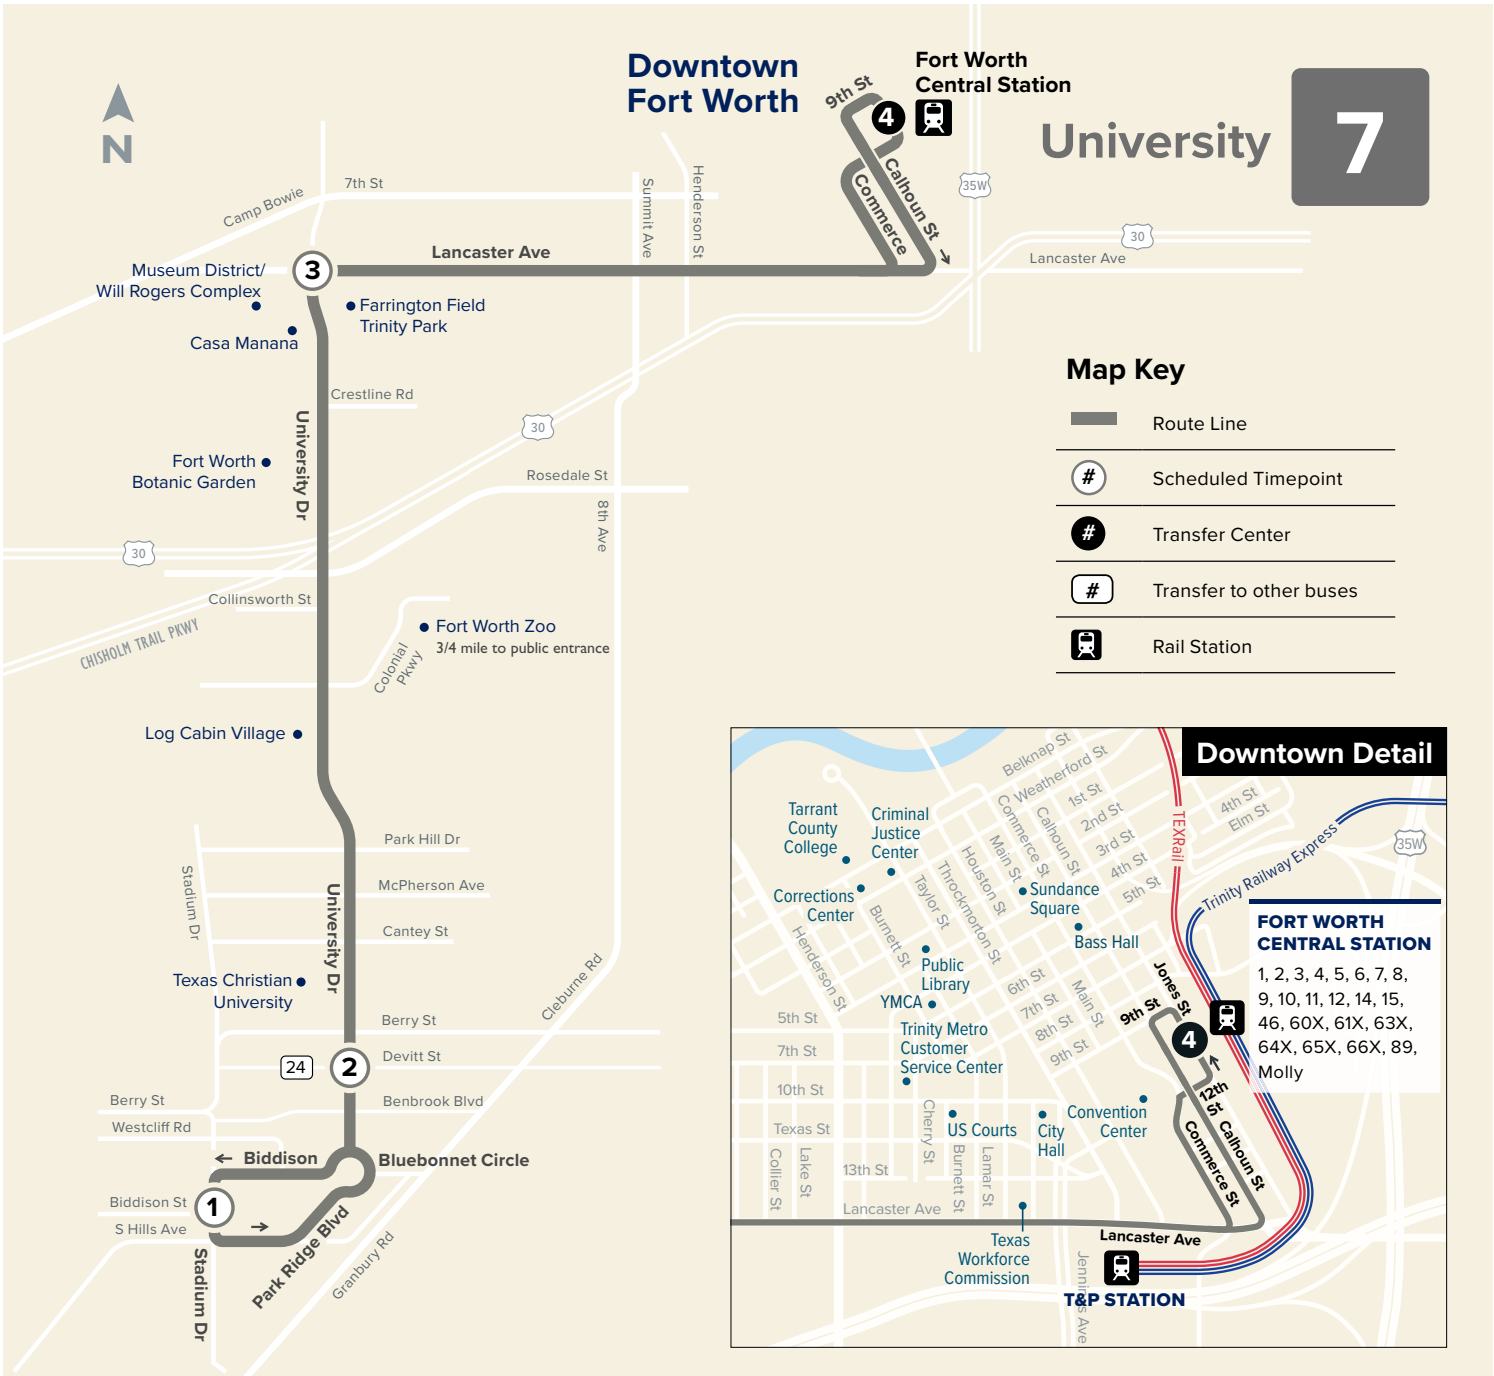 Downtown
Fort Worth
Fort Worth
Central Station
9th St
4
University
7
N
Camp Bowie
7th St
Summit Ave
Henderson St
Commerce
Calhoun St
35W
30
Lancaster Ave
Lancaster Ave
3
Museum District/
Will Rogers Complex
Farrington Field
Trinity Park
Casa Manana
Crestline Rd
University Dr
30
Fort Worth
Botanic Garden
Rosedale St
8th Ave
30
Collinsworth St
CHISHOLM TRAIL PKWY
Fort Worth Zoo
3/4 mile to public entrance
Colonial
Pkwy
Log Cabin Village
Park Hill Dr
Stadium Dr
McPherson Ave
University Dr
Cantey St
Texas Christian
University
Cleburne Rd
Berry St
24
2
Devitt St
Berry St
Benbrook Blvd
Westcliff Rd
Biddison
Bluebonnet Circle
Biddison St
1
S Hills Ave
Stadium Dr
Park Ridge Blvd
Granbury Rd
Map Key
Route Line
#
Scheduled Timepoint
#
Transfer Center
#
Transfer to other buses
Rail Station
Downtown Detail
Belknap St
Weatherford St
1st St
2nd St
3rd St
4th St
5th St
4th St
Elm St
Commerce St
Calhoun St
Main St
Houston St
Throckmorton St
Taylor St
Burnett St
Henderson St
TEXRail
Trinity Railway Express
35W
Tarrant
County
College
Criminal
Justice
Center
Corrections
Center
Sundance
Square
Bass Hall
Public
Library
YMCA
Trinity Metro
Customer
Service Center
FORT WORTH
CENTRAL STATION
1, 2, 3, 4, 5, 6, 7, 8,
9, 10, 11, 12, 14, 15,
46, 60X, 61X, 63X,
64X, 65X, 66X, 89,
Molly
Jones St
9th St
4
12th
St
Calhoun St
Commerce St
6th St
7th St
8th St
9th St
Main St
5th St
7th St
10th St
Texas St
13th St
Cherry St
Collier St
Lake St
Burnett St
Lamar St
US Courts
City
Hall
Convention
Center
Lancaster Ave
Lancaster Ave
Texas
Workforce
Commission
Jennings Ave
T&P STATION